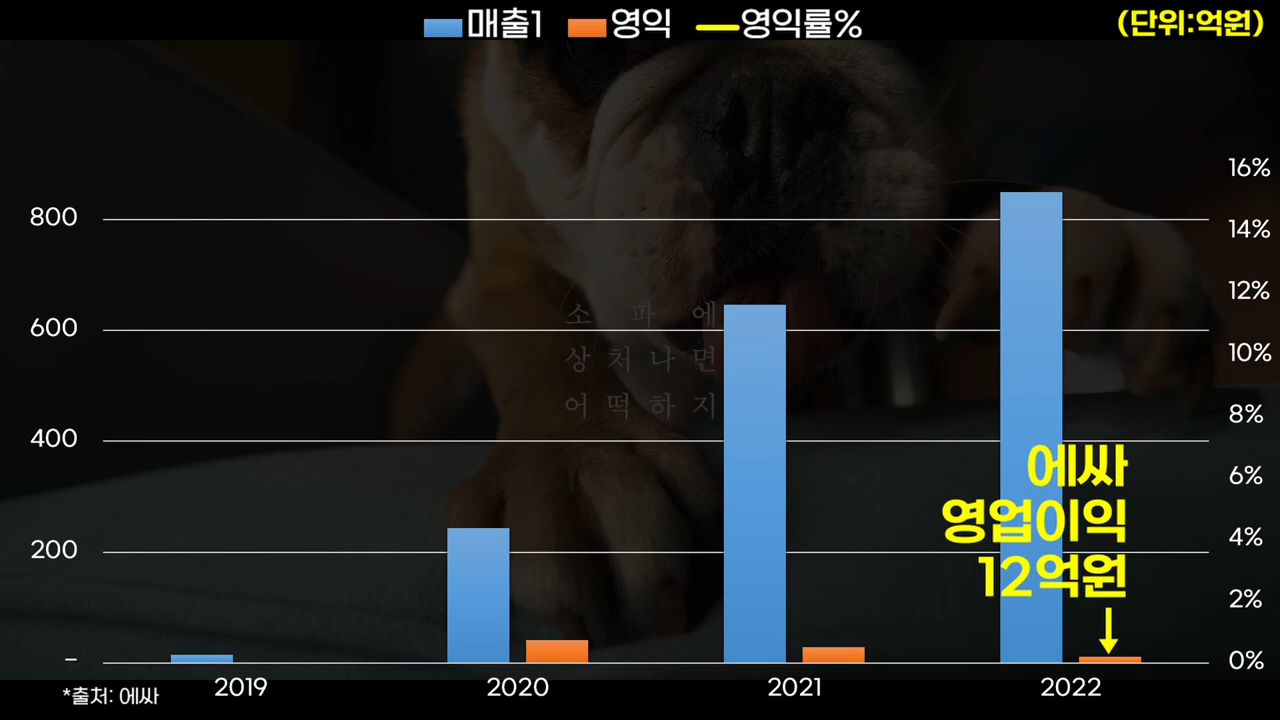 매출1 영익 영익률% (단위:억원)
16%
800
14%
12%
소 파 에
600
10%
상 처 나 면
어 떡 하 지
8%
400
에싸
6%
영업이익
4%
200
12억원
2%
–
0%
2019 2020 2021 2022
*출처: 에싸